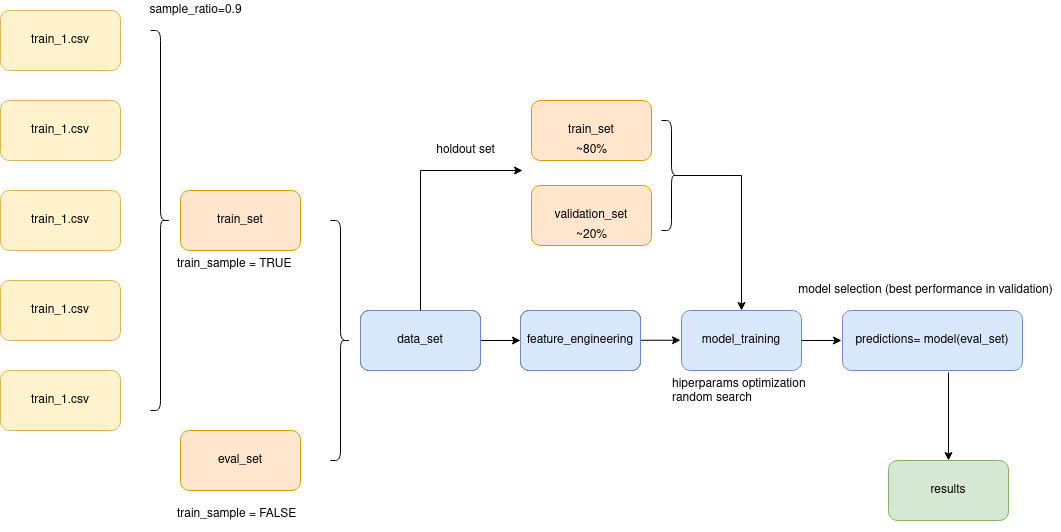 sample_ratio=0.9
train_1.csv
train_1.csv
train_1.csv
train_1.csv
train_1.csv
train_set
train_sample = TRUE
eval_set
train_sample = FALSE
holdout set
train_set
~80%
validation_set
~20%
data_set
feature_engineering
model_training
hiperparams optimization
random search
model selection (best performance in validation)
predictions= model(eval_set)
results